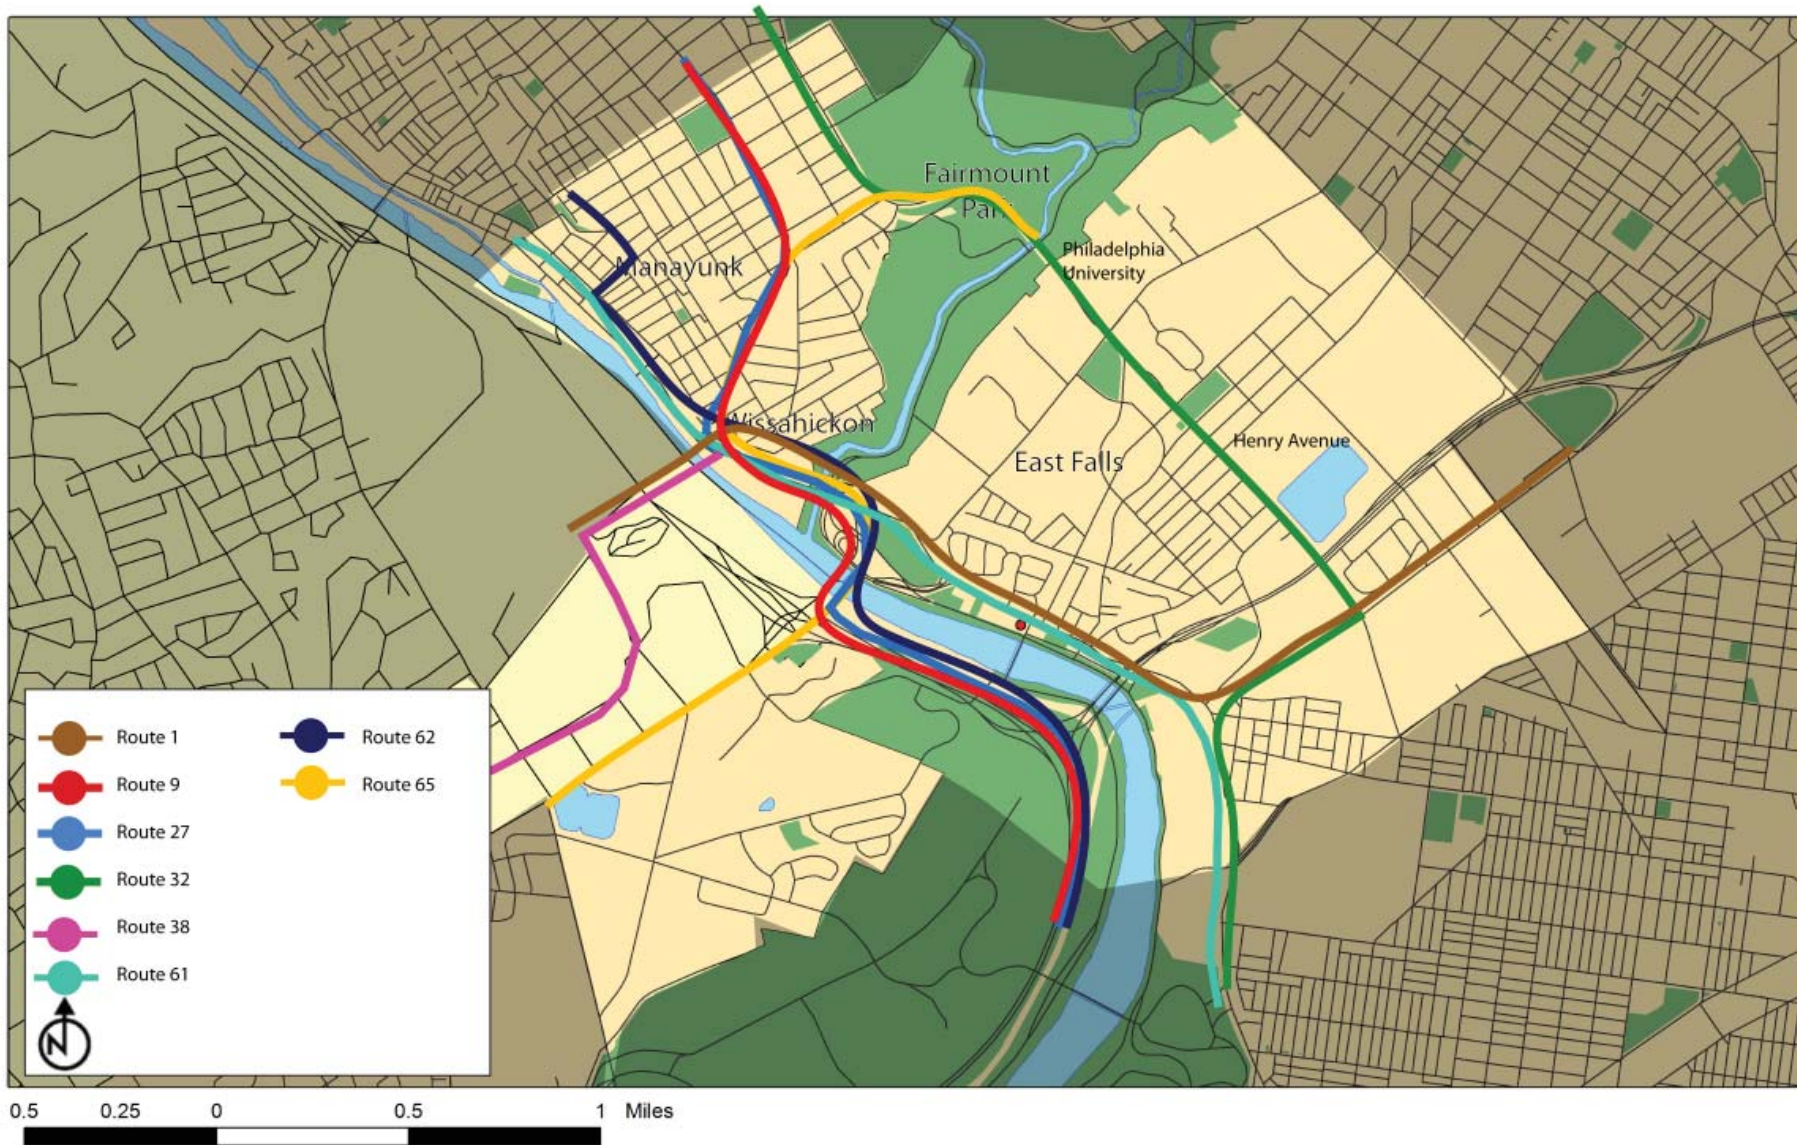 Fairmount
Park
Philadelphia
University
Manayunk
Wissahickon
Henry Avenue
East Falls
Route 1
Route 62
Route 9
Route 65
Route 27
Route 32
Route 38
Route 61
N
0.5 0.25 0 0.5 1 Miles